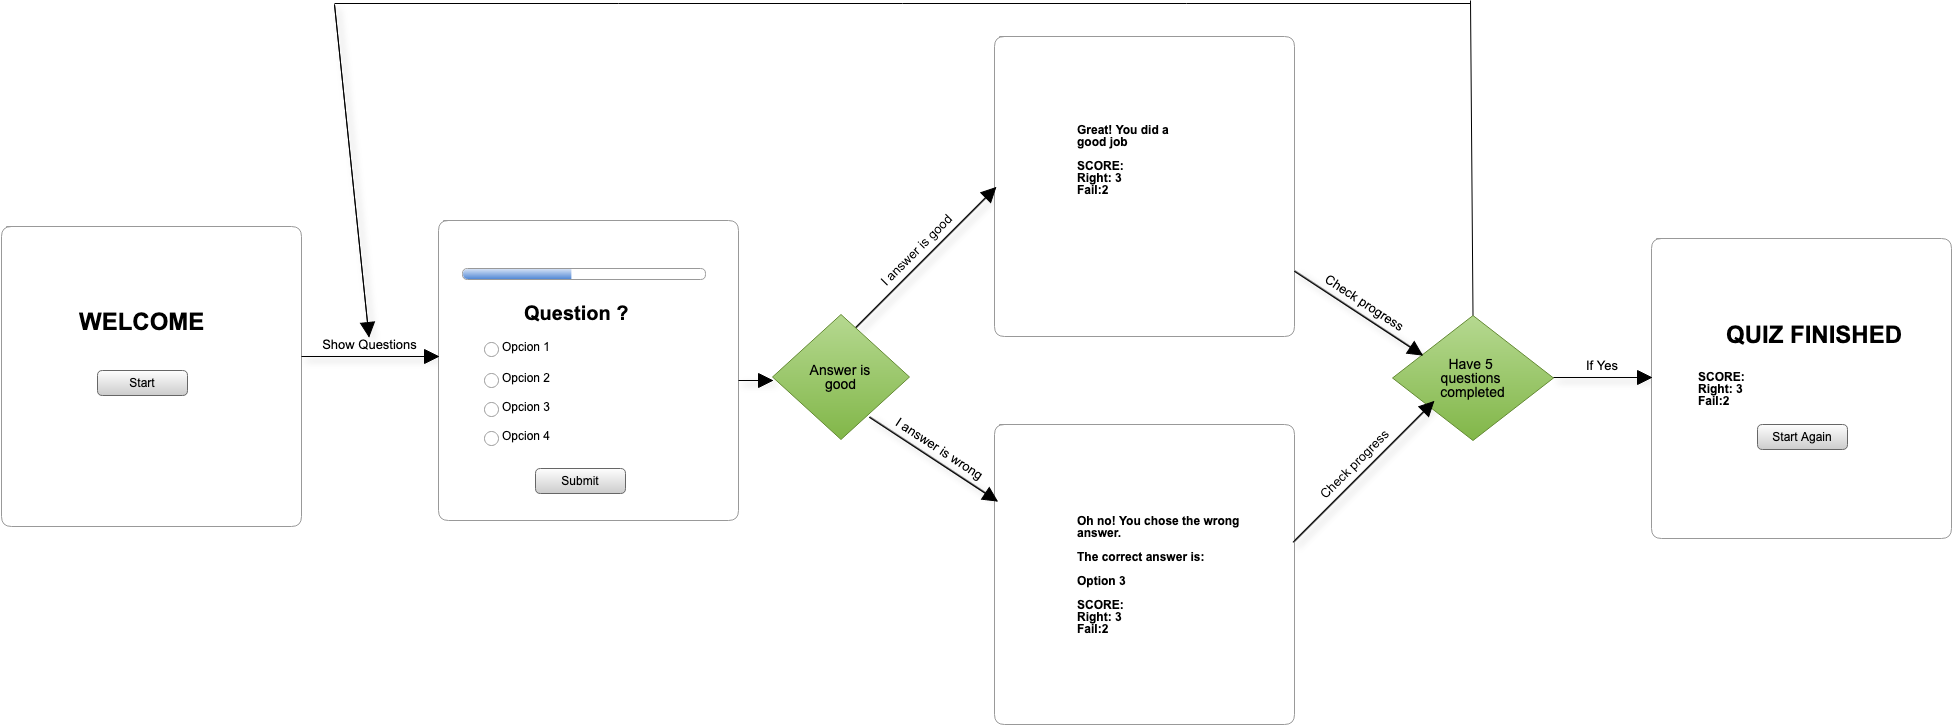 WELCOME
Start
Show Questions
Question ?
Opcion 1
Opcion 2
Opcion 3
Opcion 4
Submit
Answer is
good
I answer is good
I answer is wrong
Great! You did a
good job
SCORE:
Right: 3
Fail:2
Oh no! You chose the wrong
answer.
The correct answer is:
Option 3
SCORE:
Right: 3
Fail:2
Check progress
Check progress
Have 5
questions
completed
If Yes
QUIZ FINISHED
SCORE:
Right: 3
Fail:2
Start Again